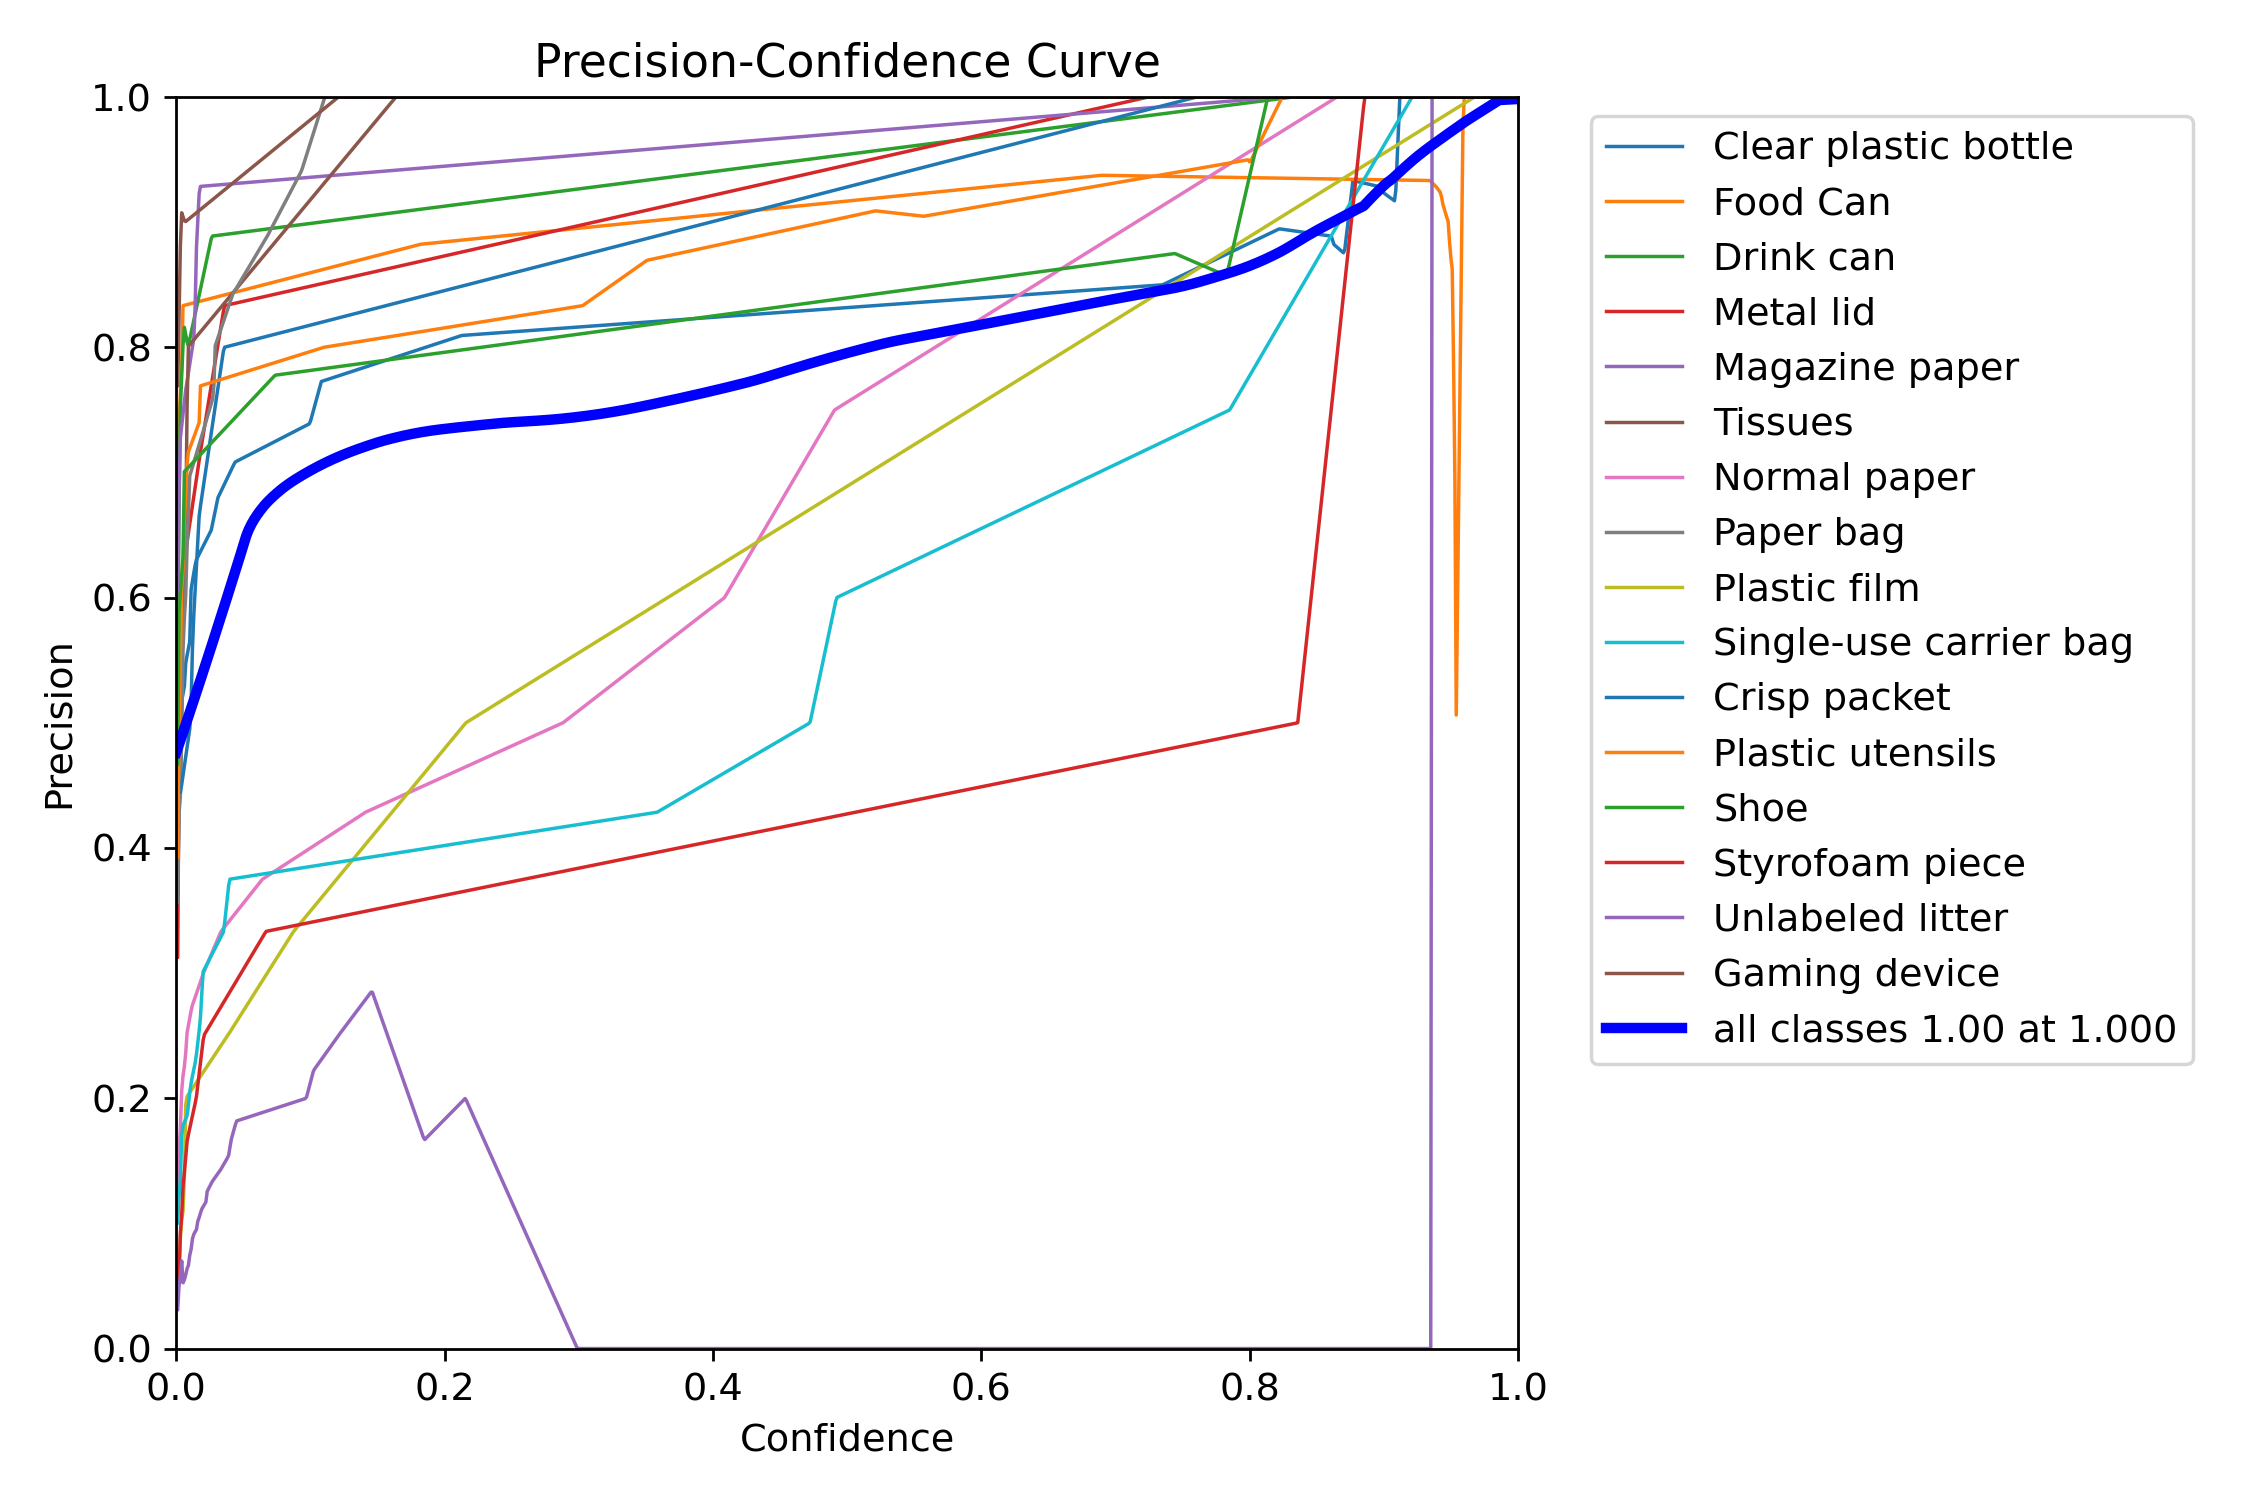 Precision-Confidence Curve
1.0
0.8
0.6
0.4
0.2
0.0
Precision
0.0 0.2 0.4 0.6 0.8 1.0
Confidence
Clear plastic bottle
Food Can
Drink can
Metal lid
Magazine paper
Tissues
Normal paper
Paper bag
Plastic film
Single-use carrier bag
Crisp packet
Plastic utensils
Shoe
Styrofoam piece
Unlabeled litter
Gaming device
all classes 1.00 at 1.000